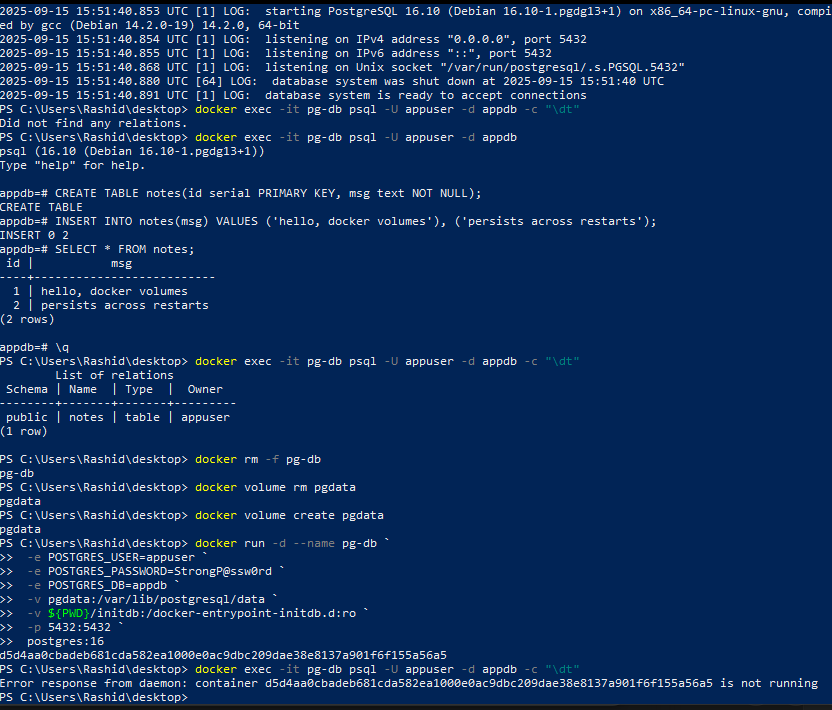 2025-09-15 15:51:40.853 UTC [1] LOG:  starting PostgreSQL 16.10 (Debian 16.10-1.pgdg13+1) on x86_64-pc-linux-gnu, compi
ed by gcc (Debian 14.2.0-19) 14.2.0, 64-bit
2025-09-15 15:51:40.854 UTC [1] LOG:  listening on IPv4 address "0.0.0.0", port 5432
2025-09-15 15:51:40.855 UTC [1] LOG:  listening on IPv6 address "::", port 5432
2025-09-15 15:51:40.868 UTC [1] LOG:  listening on Unix socket "/var/run/postgresql/.s.PGSQL.5432"
2025-09-15 15:51:40.880 UTC [64] LOG:  database system was shut down at 2025-09-15 15:51:40 UTC
2025-09-15 15:51:40.891 UTC [1] LOG:  database system is ready to accept connections
PS C:\Users\Rashid\desktop> docker exec -it pg-db psql -U appuser -d appdb -c "\dt"
Did not find any relations.
PS C:\Users\Rashid\desktop> docker exec -it pg-db psql -U appuser -d appdb
psql (16.10 (Debian 16.10-1.pgdg13+1))
Type "help" for help.

appdb=# CREATE TABLE notes(id serial PRIMARY KEY, msg text NOT NULL);
CREATE TABLE
appdb=# INSERT INTO notes(msg) VALUES ('hello, docker volumes'), ('persists across restarts');
INSERT 0 2
appdb=# SELECT * FROM notes;
 id |           msg
----+--------------------------
  1 | hello, docker volumes
  2 | persists across restarts
(2 rows)

appdb=# \q
PS C:\Users\Rashid\desktop> docker exec -it pg-db psql -U appuser -d appdb -c "\dt"
        List of relations
 Schema | Name  | Type  |  Owner
--------+-------+-------+---------
 public | notes | table | appuser
(1 row)

PS C:\Users\Rashid\desktop> docker rm -f pg-db
pg-db
PS C:\Users\Rashid\desktop> docker volume rm pgdata
pgdata
PS C:\Users\Rashid\desktop> docker volume create pgdata
pgdata
PS C:\Users\Rashid\desktop> docker run -d --name pg-db `
>>  -e POSTGRES_USER=appuser `
>>  -e POSTGRES_PASSWORD=StrongP@ssw0rd `
>>  -e POSTGRES_DB=appdb `
>>  -v pgdata:/var/lib/postgresql/data `
>>  -v ${PWD}/initdb:/docker-entrypoint-initdb.d:ro `
>>  -p 5432:5432 `
>>  postgres:16
d5d4aa0cbadeb681cda582ea1000e0ac9dbc209dae38e8137a901f6f155a56a5
PS C:\Users\Rashid\desktop> docker exec -it pg-db psql -U appuser -d appdb -c "\dt"
Error response from daemon: container d5d4aa0cbadeb681cda582ea1000e0ac9dbc209dae38e8137a901f6f155a56a5 is not running
PS C:\Users\Rashid\desktop>